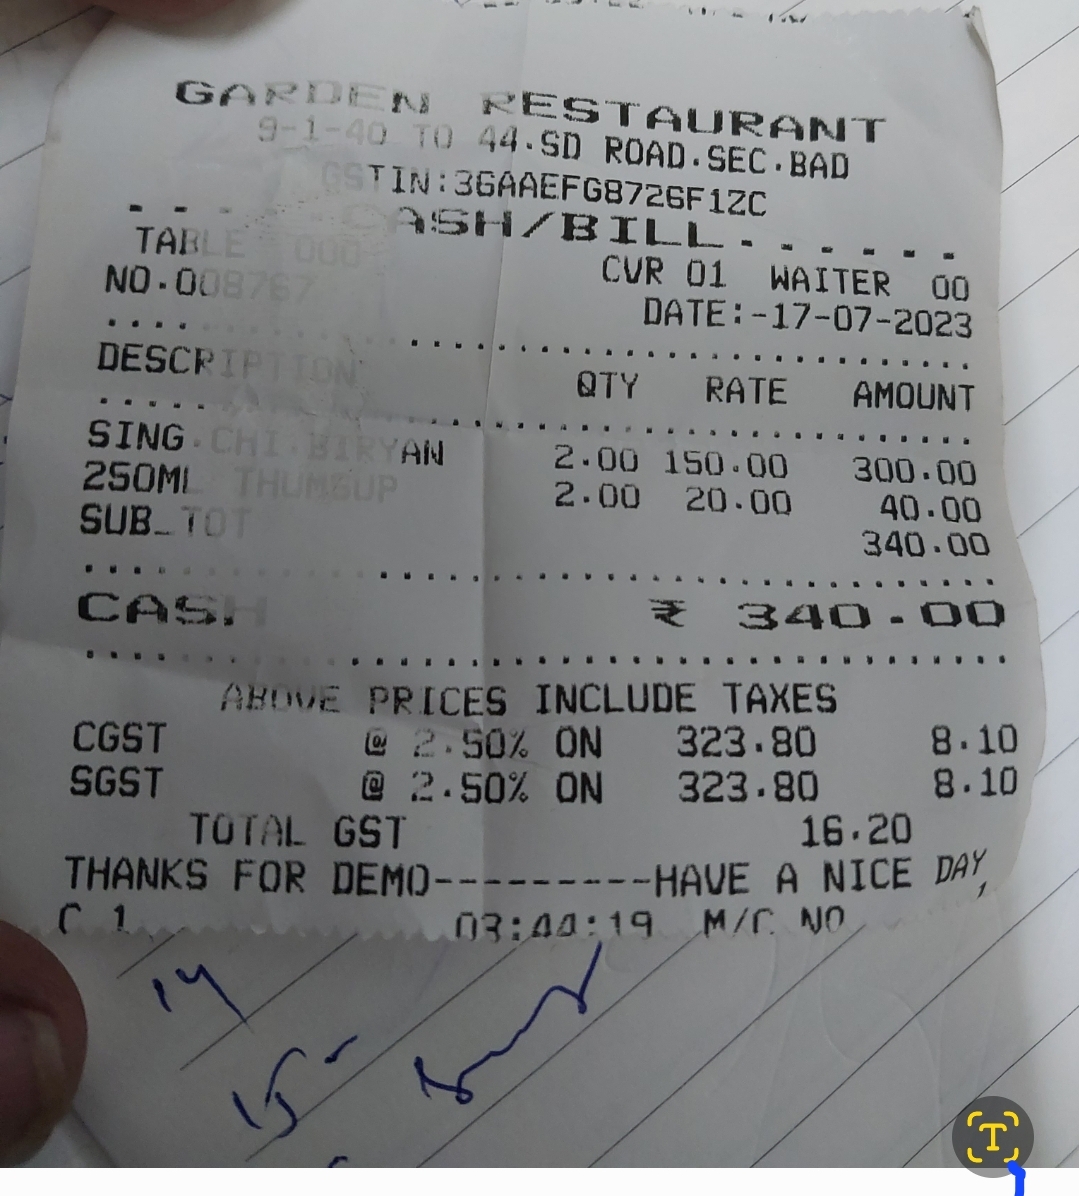 GARDEN RESTAURANT
9-1-40 TO 44.SD ROAD.SEC.BAD
GSTIN:36AAEFG8726F1ZC
- - - - CASH/BILL - - - - - -
TABLE 000 CVR 01 WAITER 00
NO.008767 DATE:-17-07-2023
DESCRIPTION QTY RATE AMOUNT
SING.CHI.BIRYAN 2.00 150.00 300.00
250ML THUMSUP 2.00 20.00 40.00
SUB_TOT 340.00
CASH ₹ 340.00
ABOVE PRICES INCLUDE TAXES
CGST @ 2.50% ON 323.80 8.10
SGST @ 2.50% ON 323.80 8.10
TOTAL GST 16.20
THANKS FOR DEMO---------HAVE A NICE DAY
C 1 03:44:19 M/C NO
14
15-